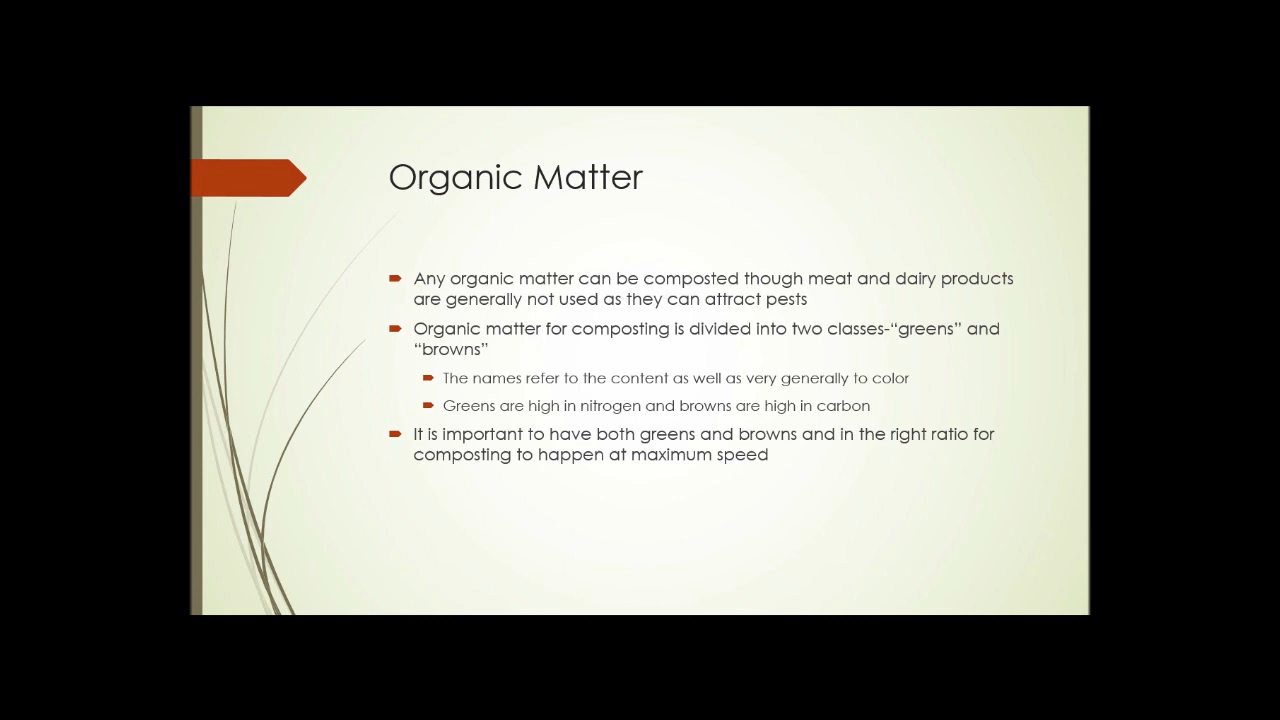 Organic Matter
Any organic matter can be composted though meat and dairy products
are generally not used as they can attract pests
Organic matter for composting is divided into two classes-“greens” and
“browns”
The names refer to the content as well as very generally to color
Greens are high in nitrogen and browns are high in carbon
It is important to have both greens and browns and in the right ratio for
composting to happen at maximum speed